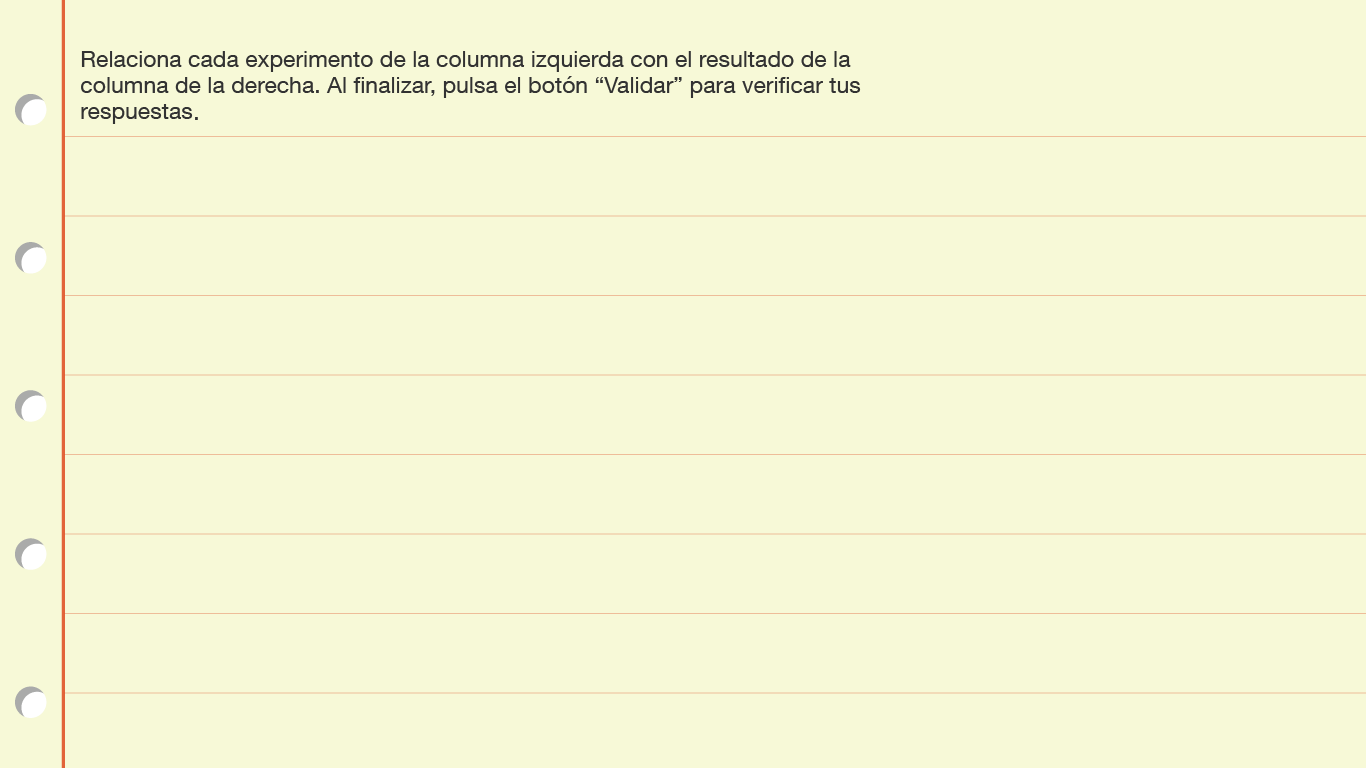 Relaciona cada experimento de la columna izquierda con el resultado de la
columna de la derecha. Al finalizar, pulsa el botón “Validar” para verificar tus
respuestas.